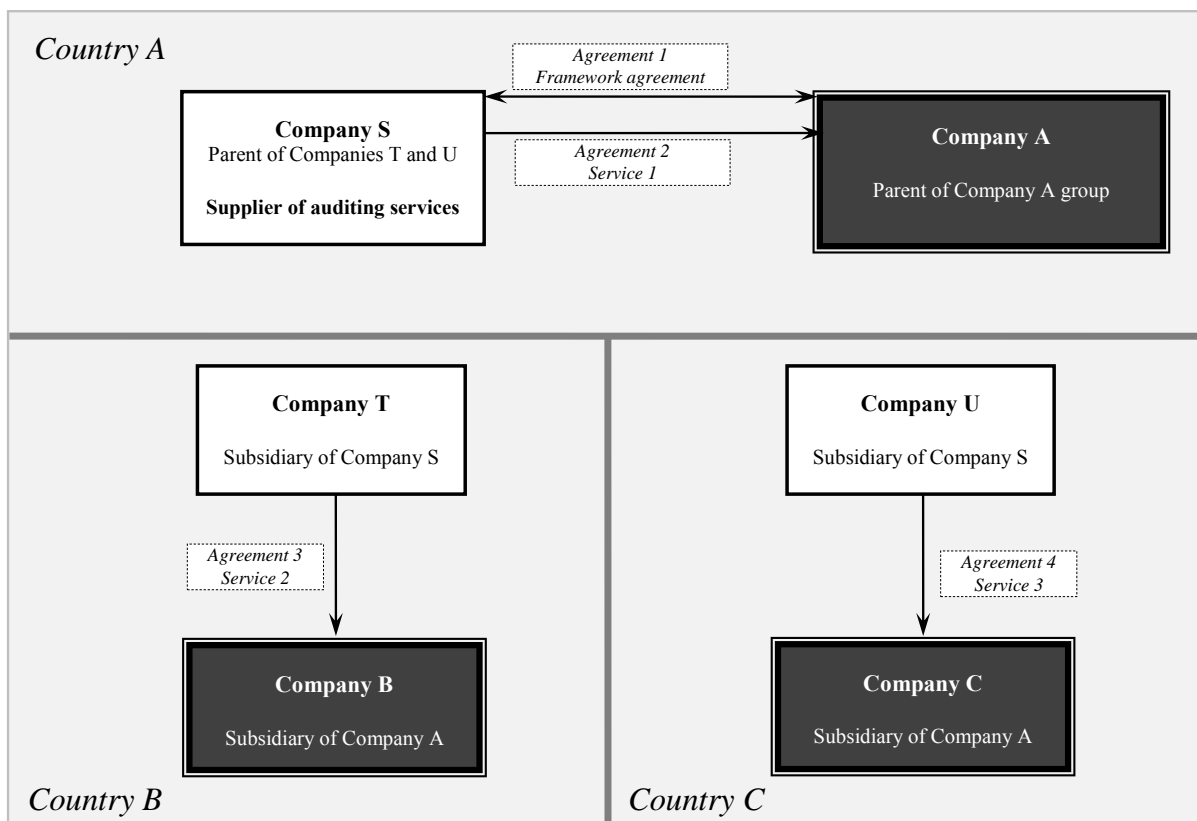 Country A
Agreement 1
Framework agreement
Company S
Parent of Companies T and U
Supplier of auditing services
Agreement 2
Service 1
Company A
Parent of Company A group
Company T
Subsidiary of Company S
Agreement 3
Service 2
Company B
Subsidiary of Company A
Country B
Company U
Subsidiary of Company S
Agreement 4
Service 3
Company C
Subsidiary of Company A
Country C